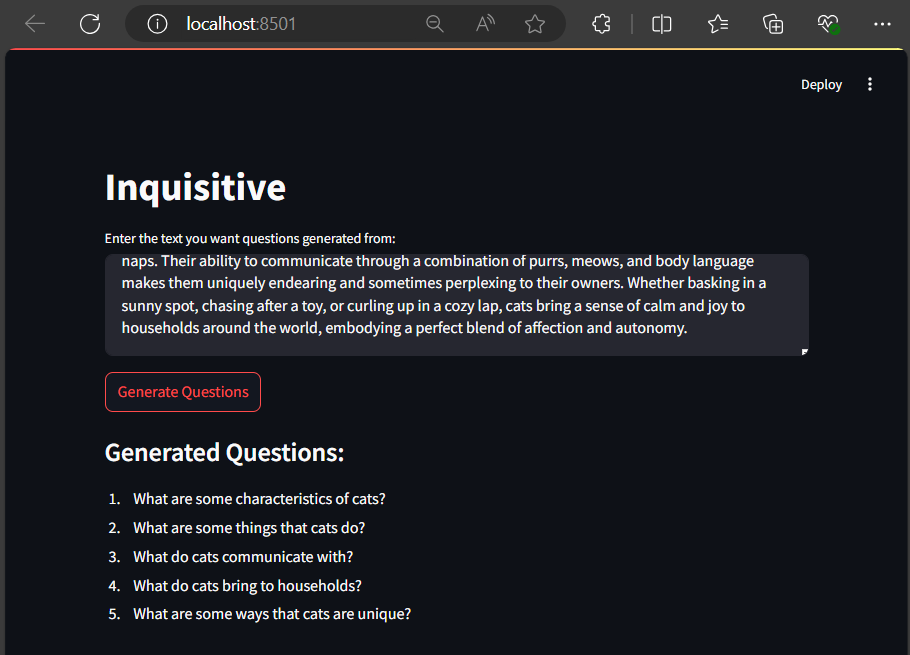 localhost:8501
Deploy
Inquisitive
Enter the text you want questions generated from:
naps. Their ability to communicate through a combination of purrs, meows, and body language
makes them uniquely endearing and sometimes perplexing to their owners. Whether basking in a
sunny spot, chasing after a toy, or curling up in a cozy lap, cats bring a sense of calm and joy to
households around the world, embodying a perfect blend of affection and autonomy.
Generate Questions
Generated Questions:
1. What are some characteristics of cats?
2. What are some things that cats do?
3. What do cats communicate with?
4. What do cats bring to households?
5. What are some ways that cats are unique?